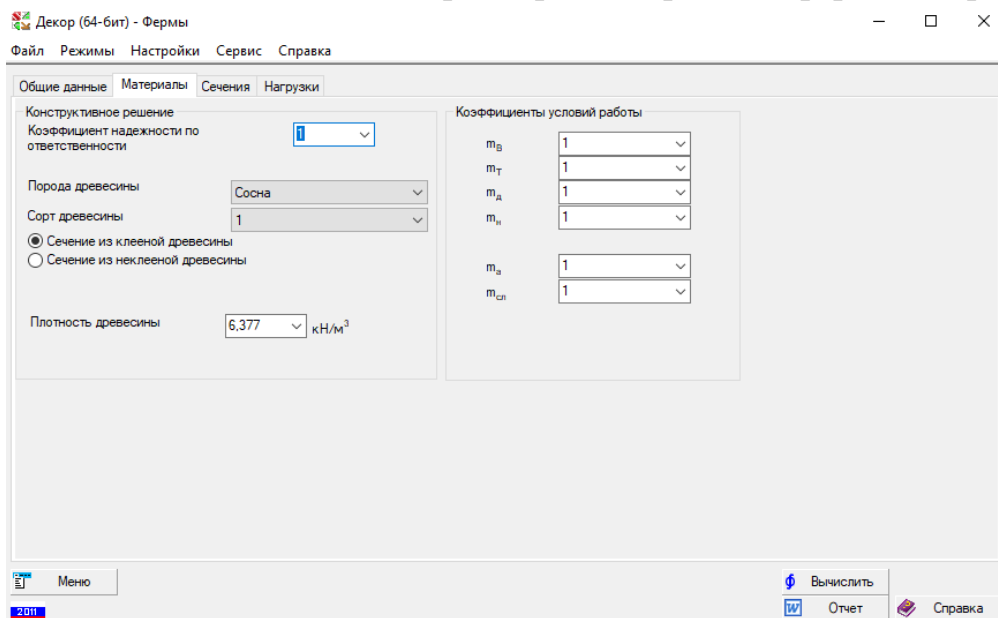 Декор (64-бит) - Фермы
Файл Режимы Настройки Сервис Справка
Общие данные Материалы Сечения Нагрузки
Конструктивное решение
Коэффициент надежности по
ответственности
1
Порода древесины
Сосна
Сорт древесины
1
Сечение из клееной древесины
Сечение из неклееной древесины
Плотность древесины
6,377
кН/м³
Коэффициенты условий работы
mВ 1
mТ 1
mд 1
mн 1
mа 1
mсл 1
Меню
Вычислить
2011
W
Отчет
Справка